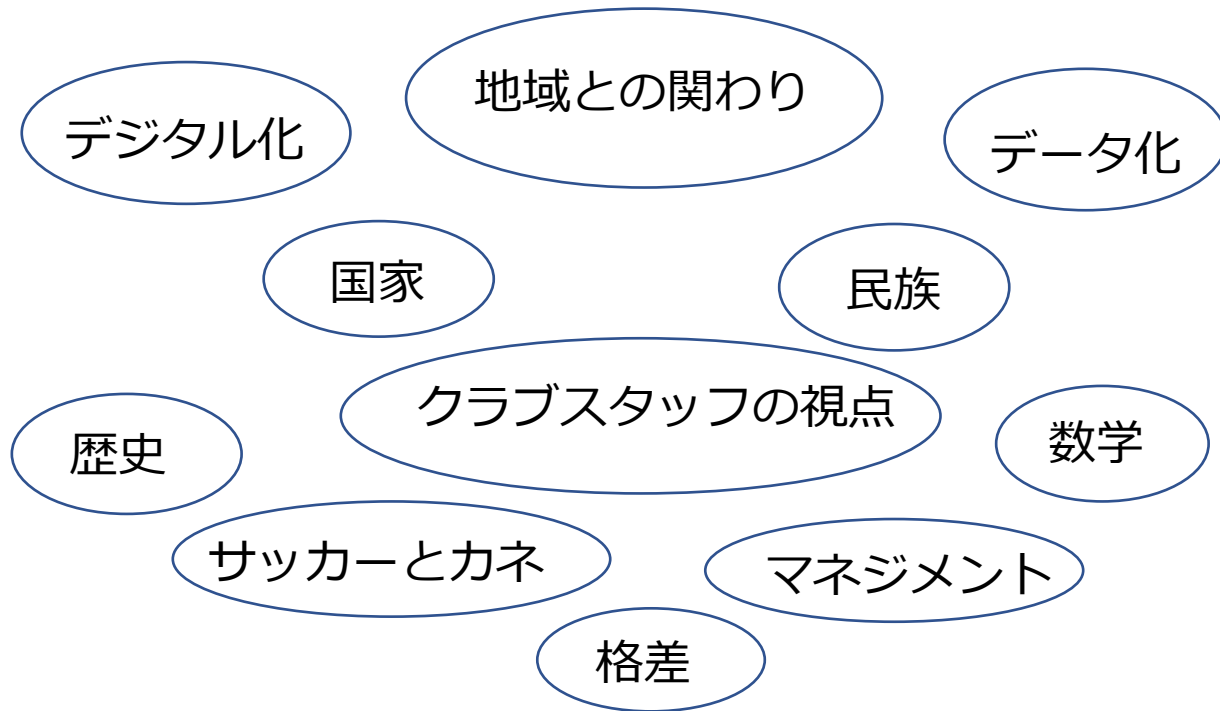 地域との関わり
デジタル化
データ化
国家
民族
クラブスタッフの視点
歴史
数学
サッカーとカネ
マネジメント
格差